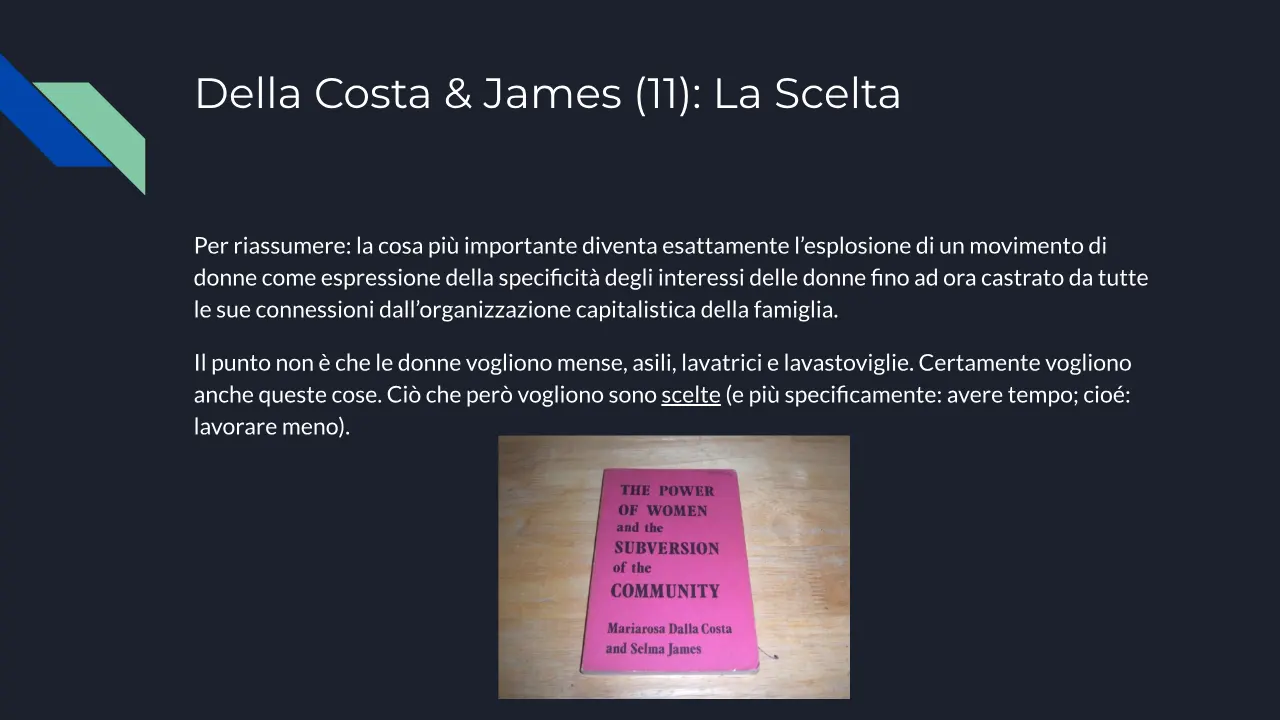 Della Costa & James (11): La Scelta
Per riassumere: la cosa più importante diventa esattamente l’esplosione di un movimento di
donne come espressione della specificità degli interessi delle donne fino ad ora castrato da tutte
le sue connessioni dall’organizzazione capitalistica della famiglia.
Il punto non è che le donne vogliono mense, asili, lavatrici e lavastoviglie. Certamente vogliono
anche queste cose. Ciò che però vogliono sono scelte (e più specificamente: avere tempo; cioé:
lavorare meno).
THE POWER
OF WOMEN
and the
SUBVERSION
of the
COMMUNITY
Mariarosa Dalla Costa
and Selma James